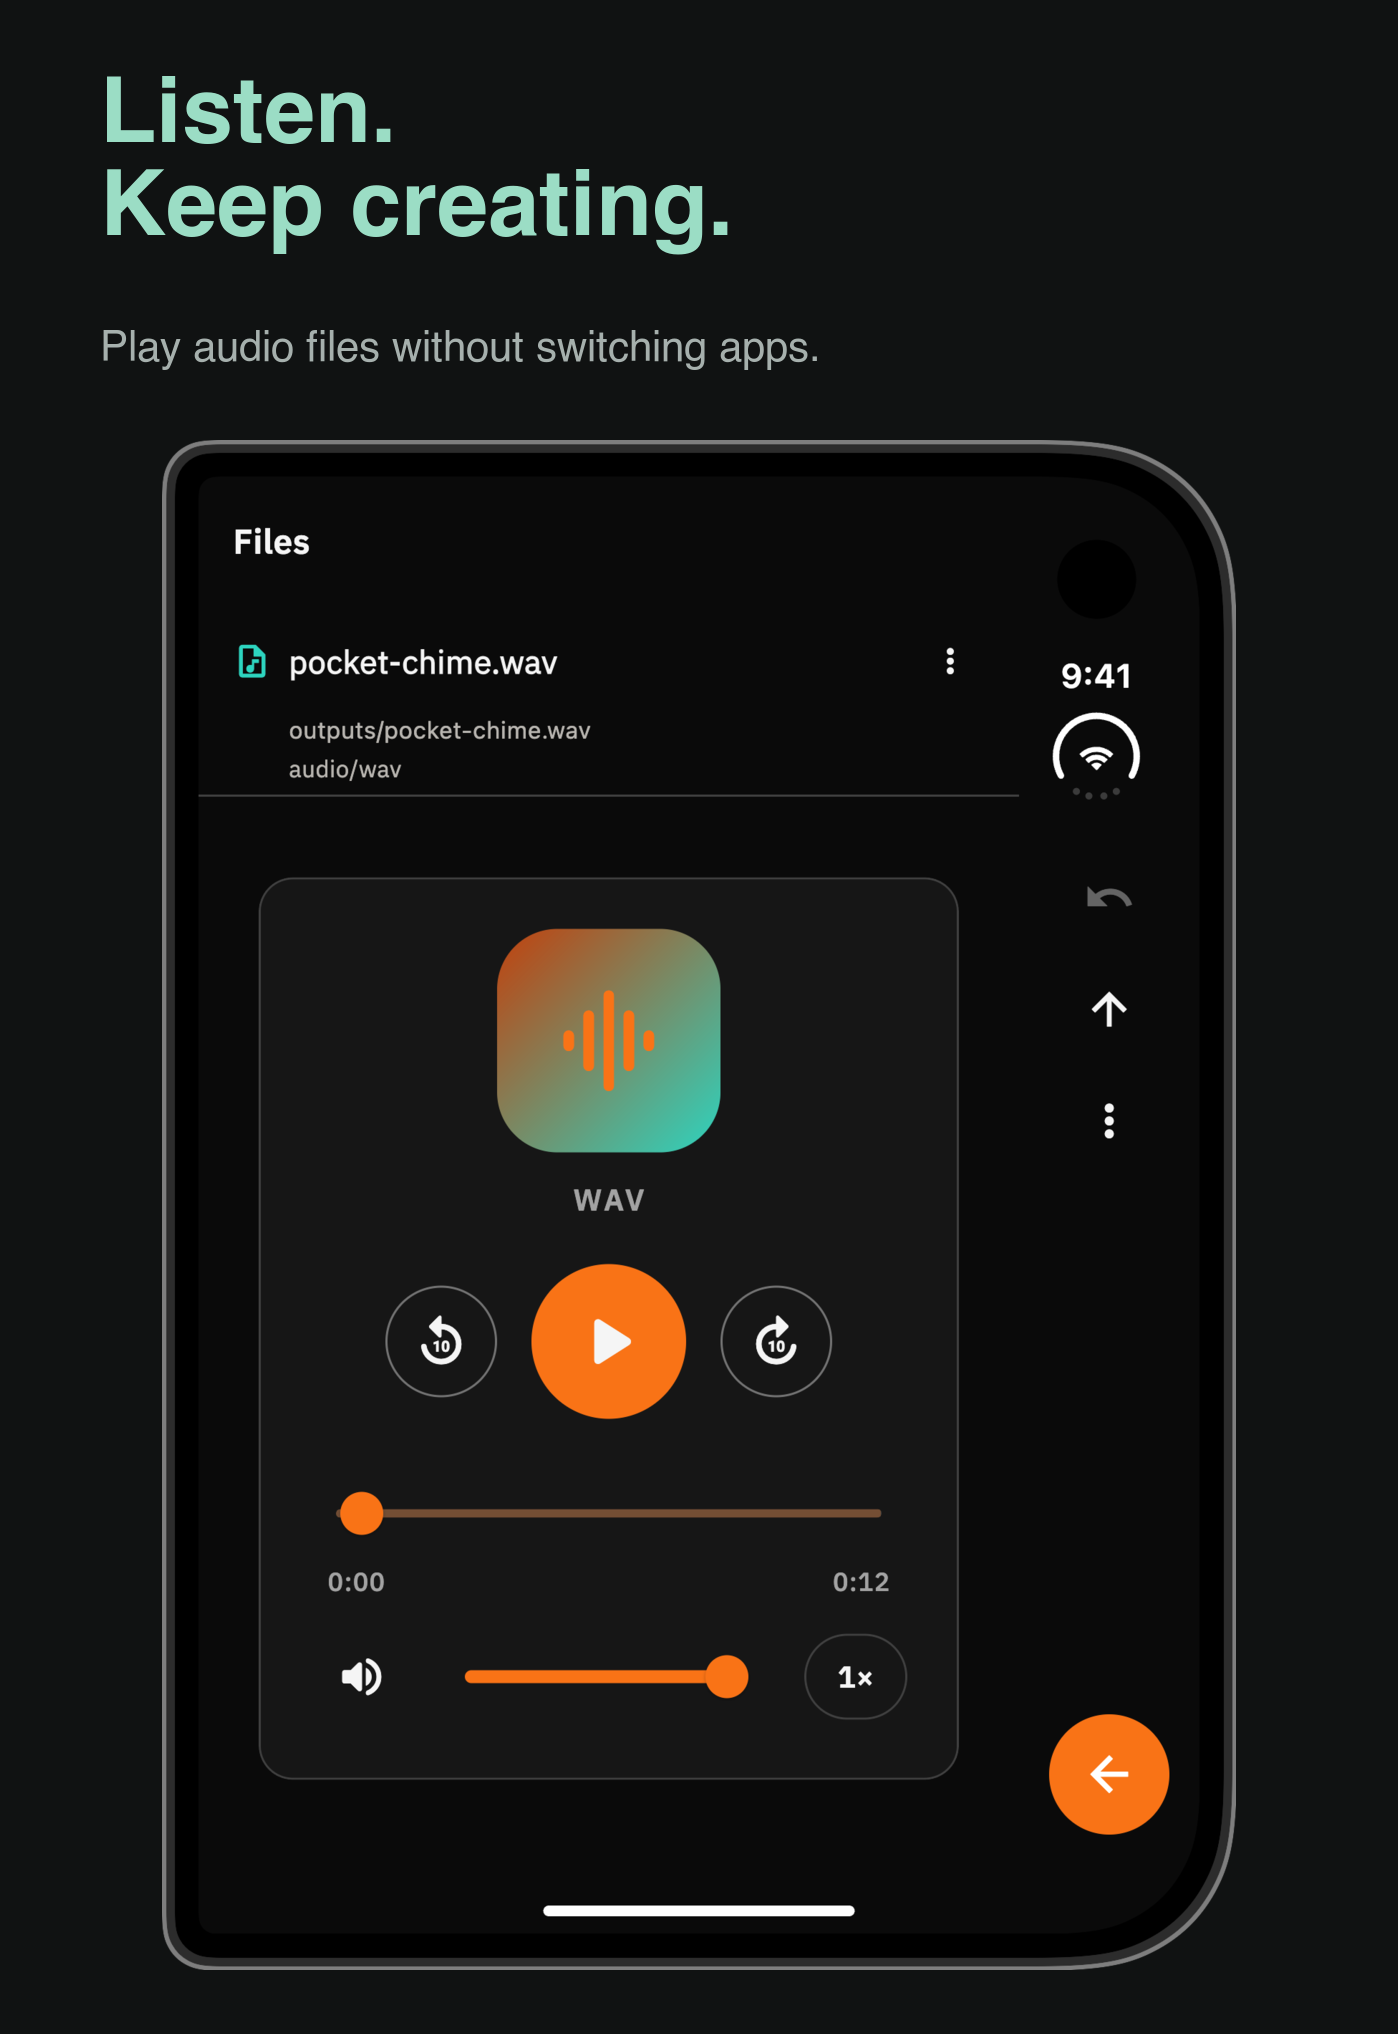 Listen.
Keep creating.
Play audio files without switching apps.
Files
pocket-chime.wav
outputs/pocket-chime.wav
audio/wav
9:41
WAV
10
10
0:00
0:12
1×